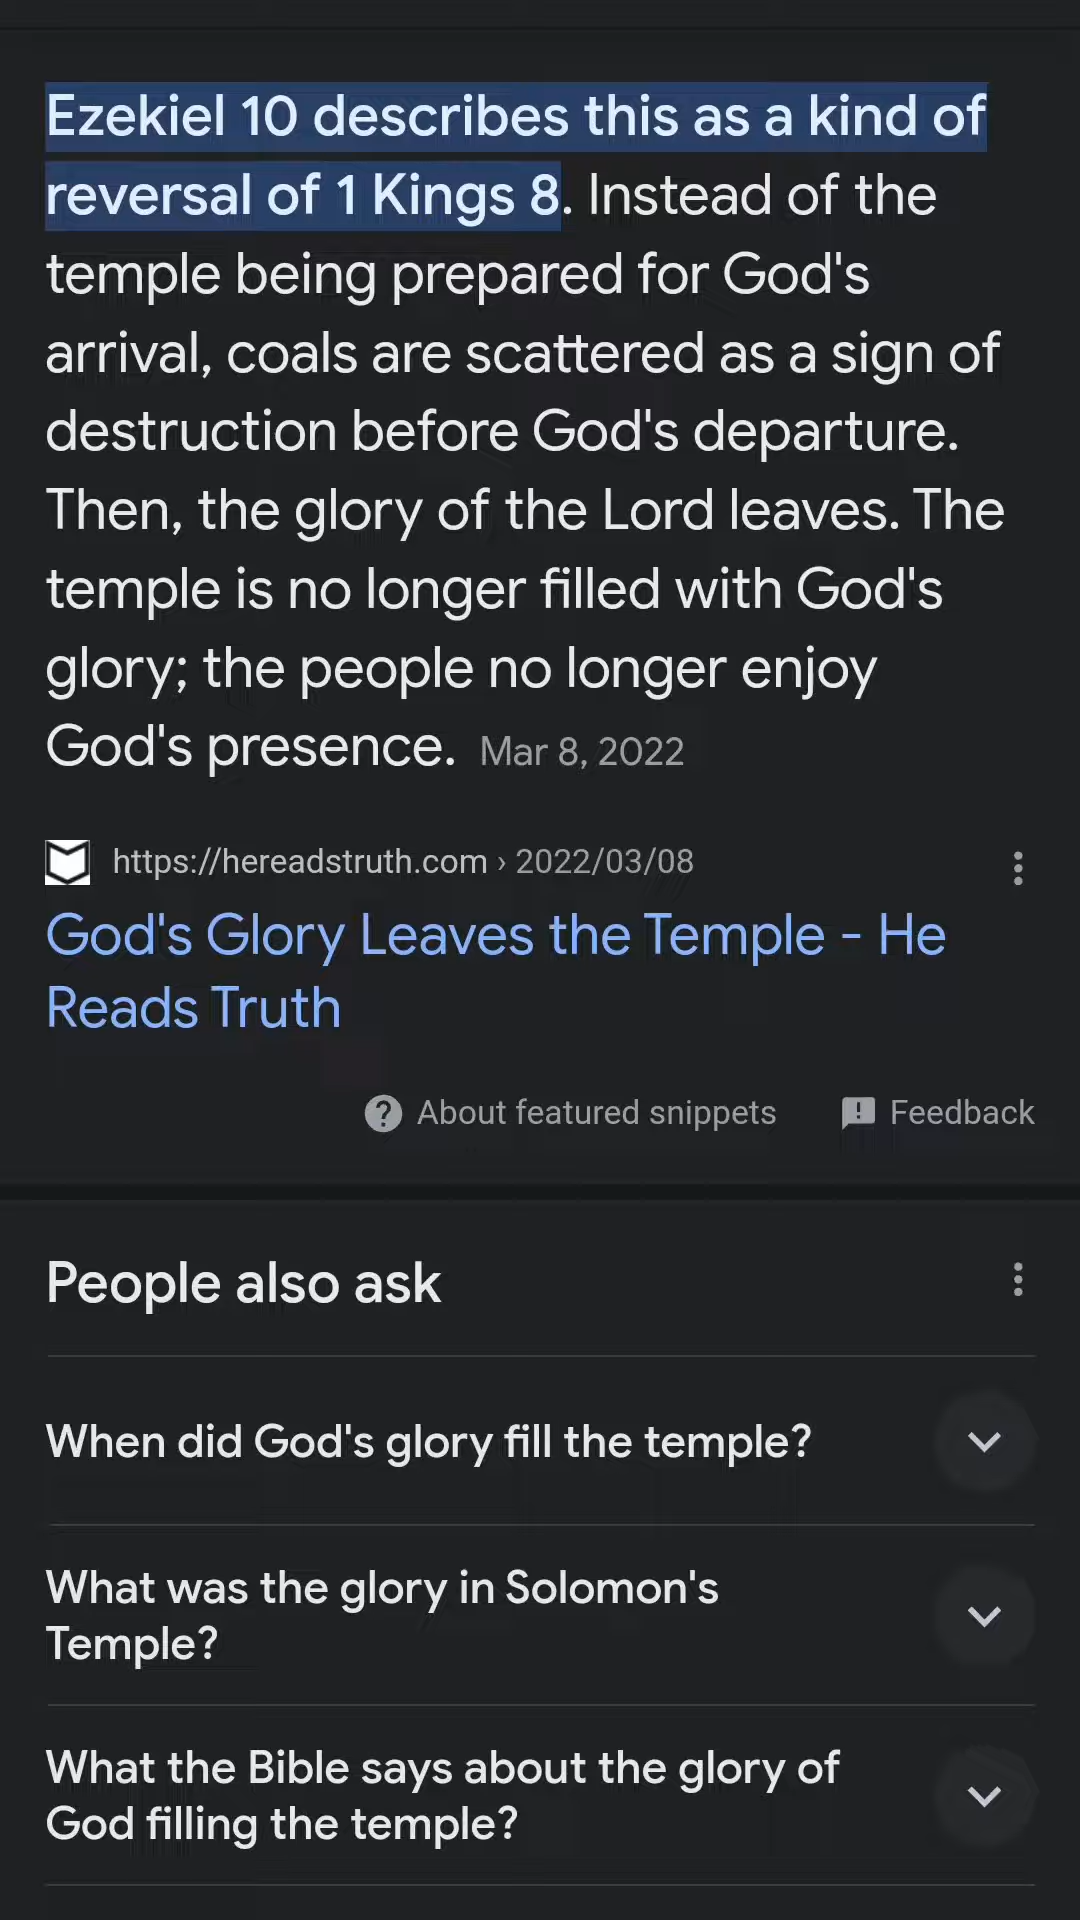 Ezekiel 10 describes this as a kind of
reversal of 1 Kings 8. Instead of the
temple being prepared for God's
arrival, coals are scattered as a sign of
destruction before God's departure.
Then, the glory of the Lord leaves. The
temple is no longer filled with God's
glory; the people no longer enjoy
God's presence. Mar 8, 2022
https://hereadstruth.com › 2022/03/08
God's Glory Leaves the Temple - He
Reads Truth
About featured snippets Feedback
People also ask
When did God's glory fill the temple?
What was the glory in Solomon's
Temple?
What the Bible says about the glory of
God filling the temple?